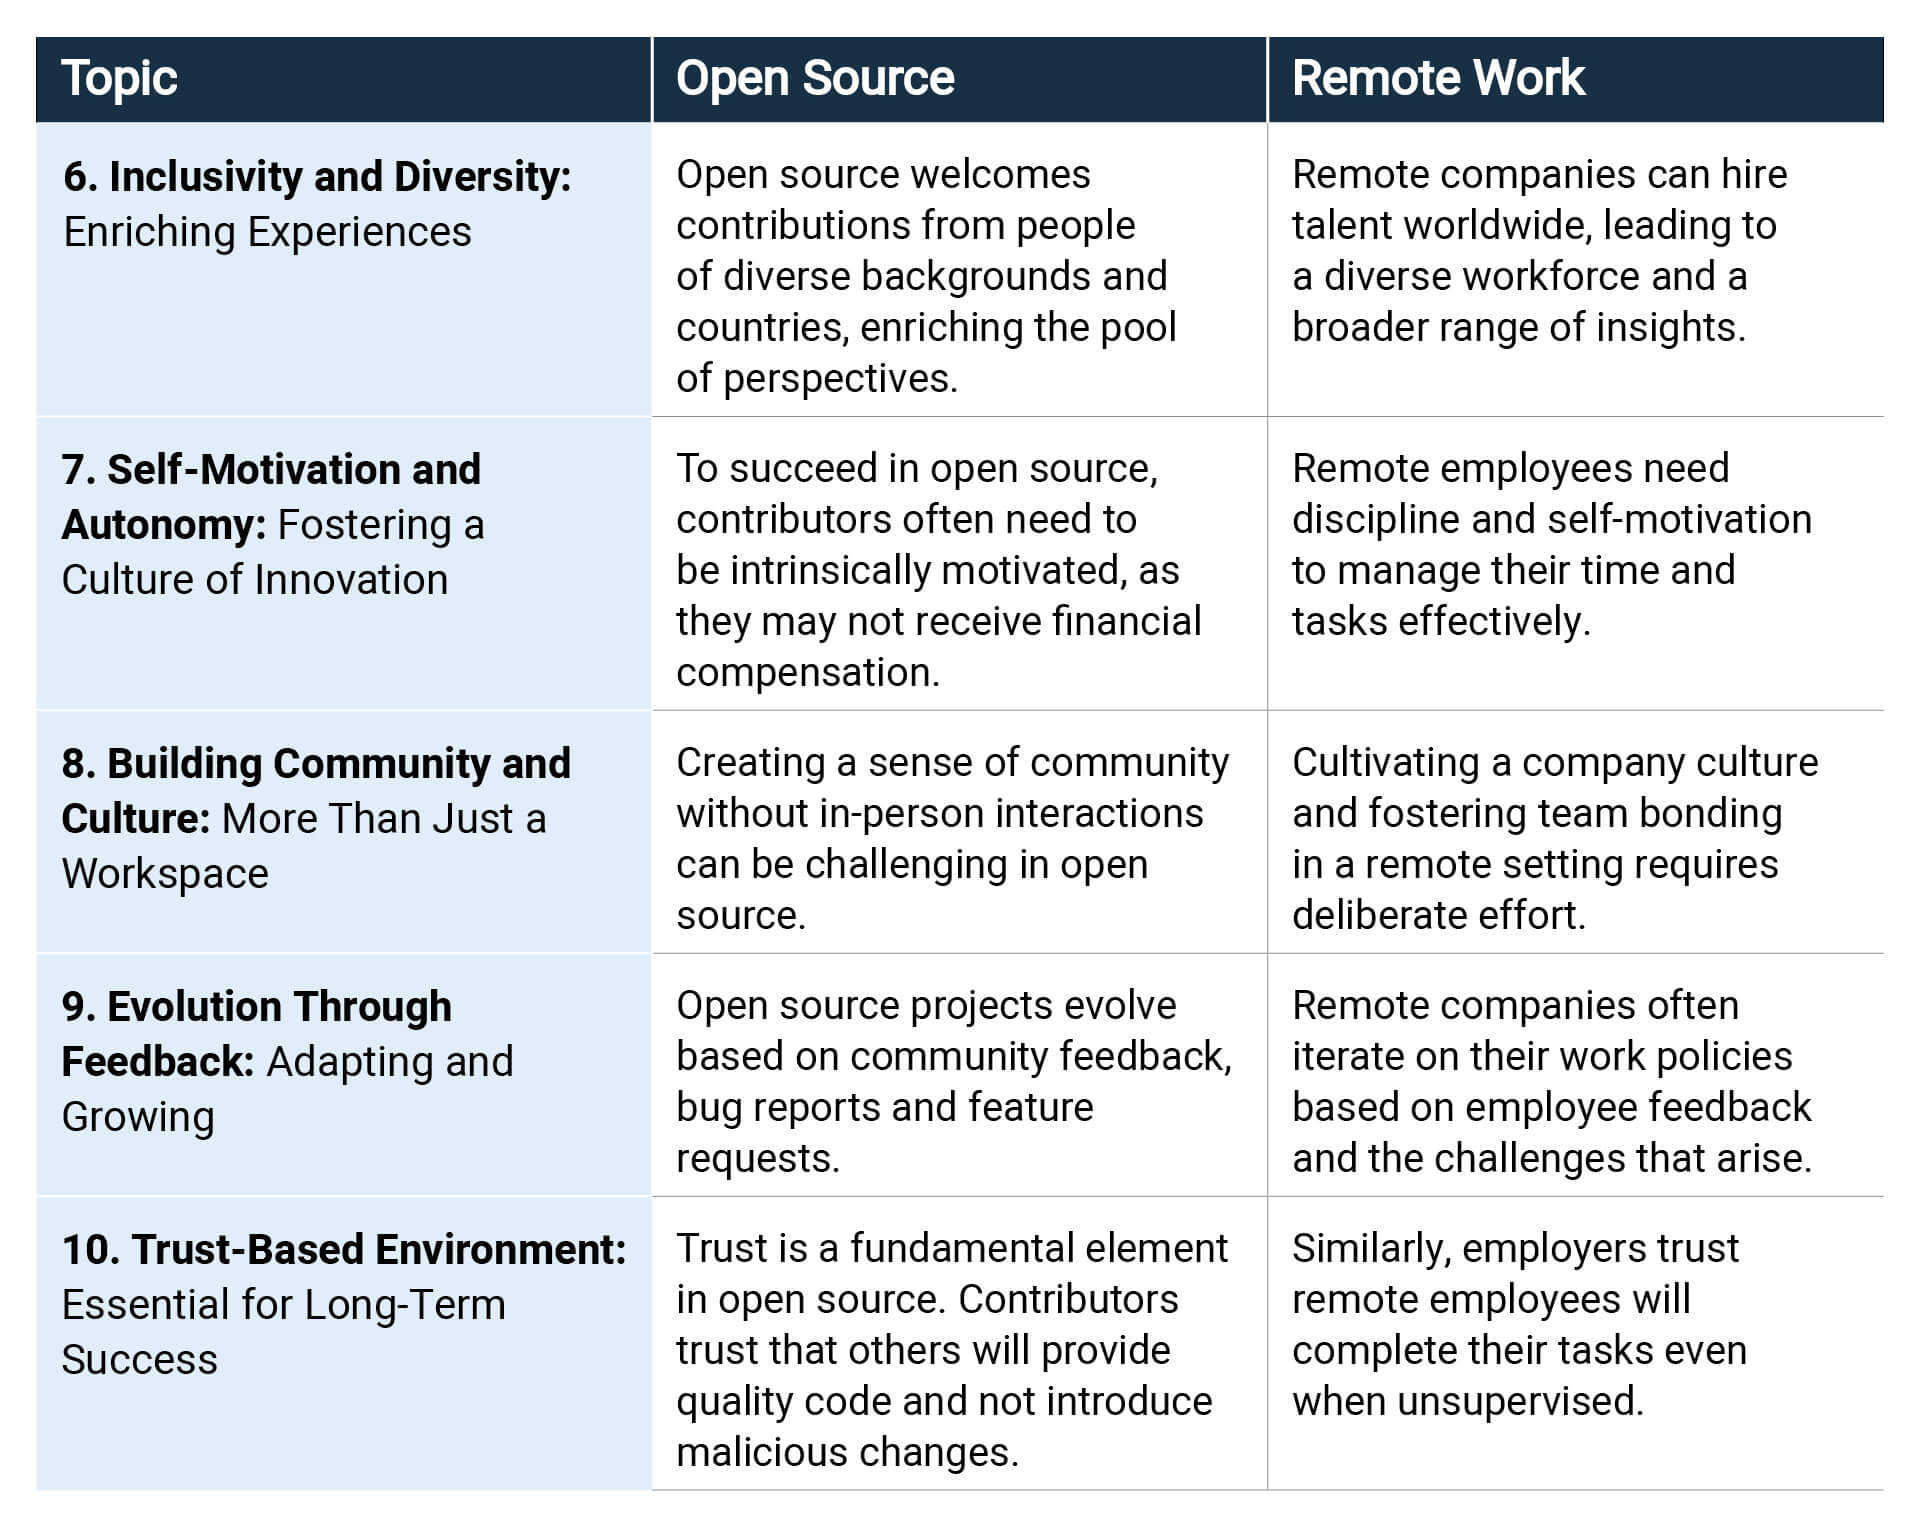 Topic
Open Source
Remote Work
6. Inclusivity and Diversity:
Enriching Experiences
Open source welcomes
contributions from people
of diverse backgrounds and
countries, enriching the pool
of perspectives.
Remote companies can hire
talent worldwide, leading to
a diverse workforce and a
broader range of insights.
7. Self-Motivation and
Autonomy: Fostering a
Culture of Innovation
To succeed in open source,
contributors often need to
be intrinsically motivated, as
they may not receive financial
compensation.
Remote employees need
discipline and self-motivation
to manage their time and
tasks effectively.
8. Building Community and
Culture: More Than Just a
Workspace
Creating a sense of community
without in-person interactions
can be challenging in open
source.
Cultivating a company culture
and fostering team bonding
in a remote setting requires
deliberate effort.
9. Evolution Through
Feedback: Adapting and
Growing
Open source projects evolve
based on community feedback,
bug reports and feature
requests.
Remote companies often
iterate on their work policies
based on employee feedback
and the challenges that arise.
10. Trust-Based Environment:
Essential for Long-Term
Success
Trust is a fundamental element
in open source. Contributors
trust that others will provide
quality code and not introduce
malicious changes.
Similarly, employers trust
remote employees will
complete their tasks even
when unsupervised.